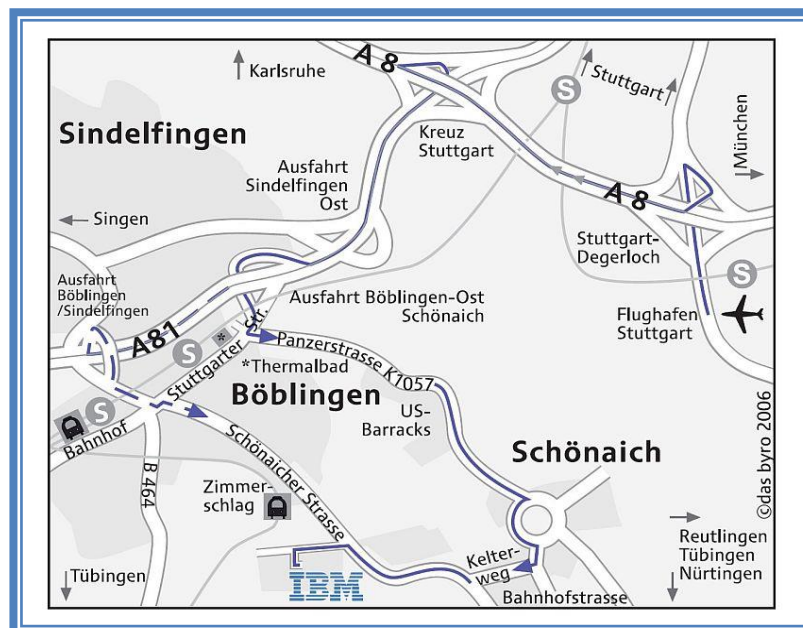 A 8
Karlsruhe
Stuttgart
München
Sindelfingen
Kreuz
Stuttgart
Ausfahrt
Sindelfingen
Ost
S
A 8
Singen
Stuttgart-
Degerloch
S
Ausfahrt
Böblingen
/Sindelfingen
Ausfahrt Böblingen-Ost
Schönaich
Flughafen
Stuttgart
A81
S
Stuttgarter Str.
*
Panzerstrasse K1057
*Thermalbad
Böblingen
US-
Barracks
S
Bahnhof
Schönaich
Schönaicher Strasse
B 464
Zimmer-
schlag
©das byro 2006
Reutlingen
Tübingen
Nürtingen
Kelter-
weg
Tübingen
IBM
Bahnhofstrasse